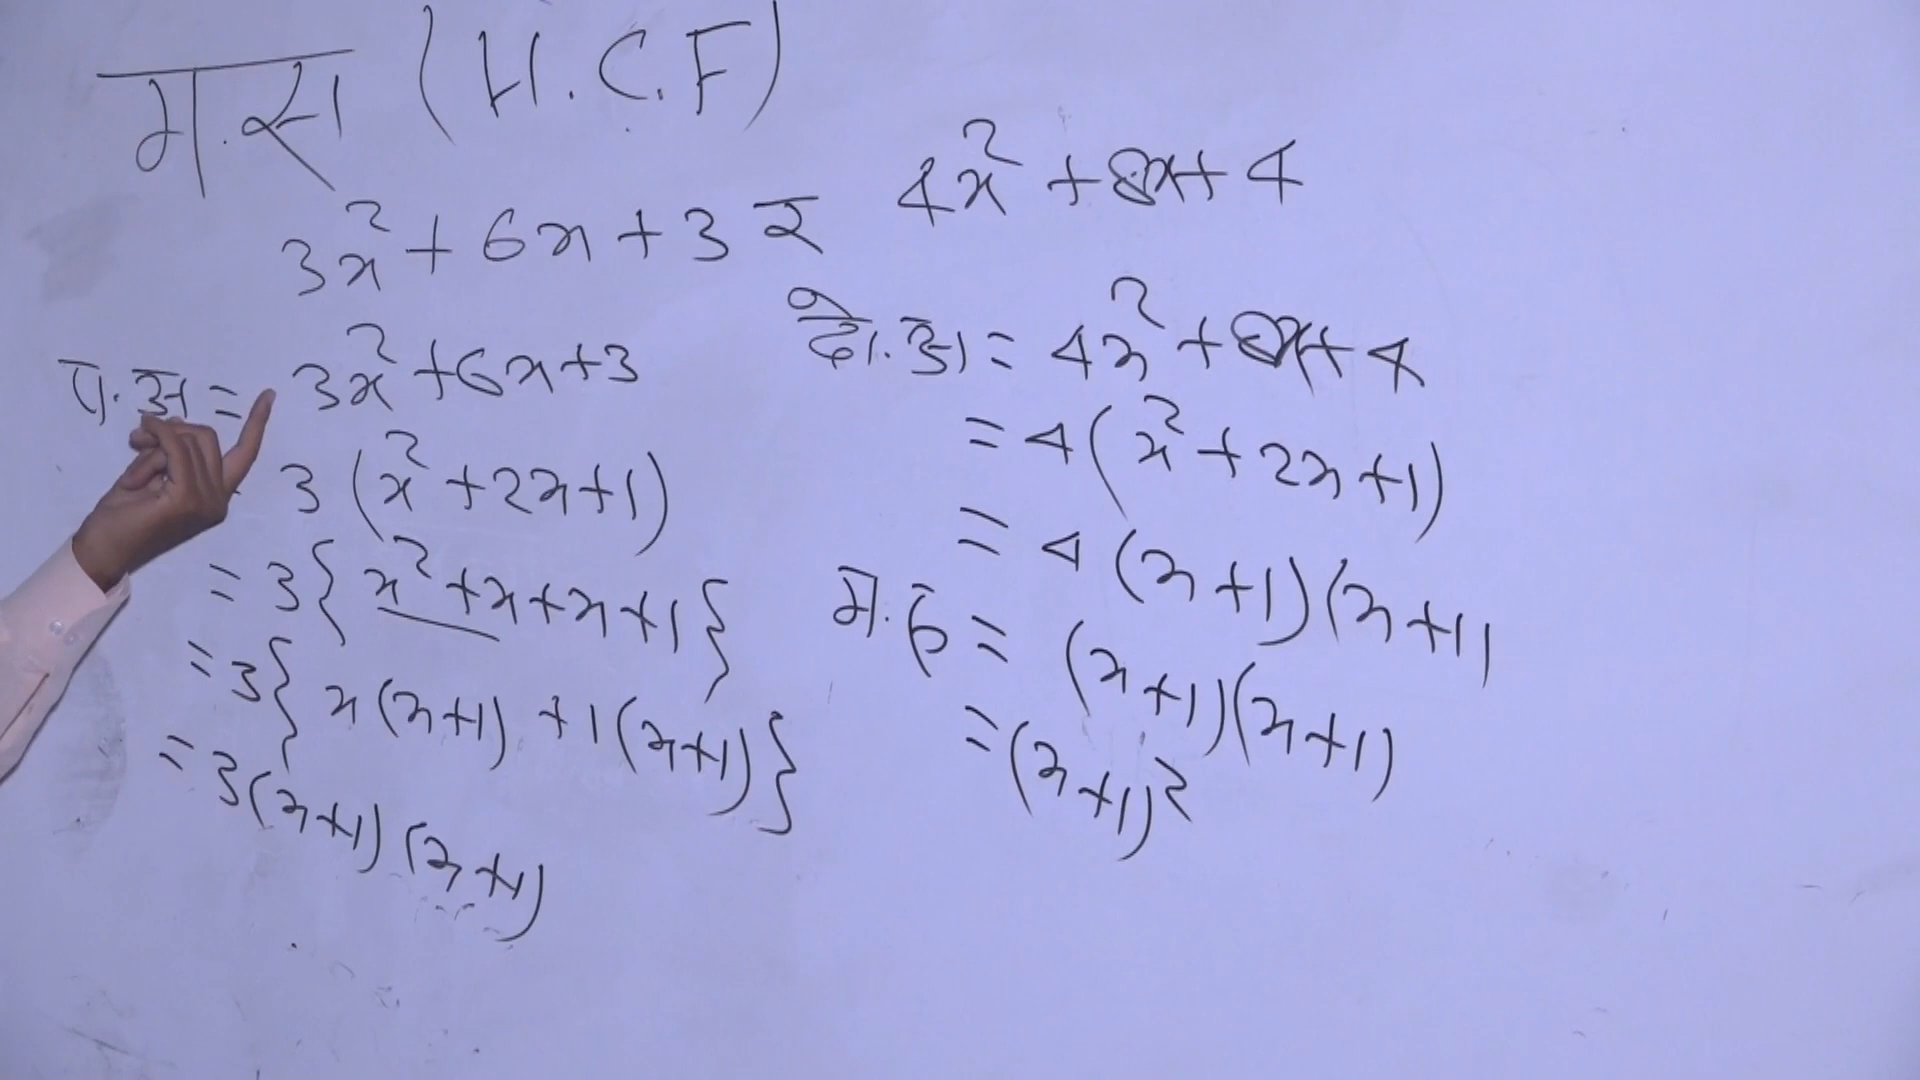 म.स (H.C.F)
3x² + 6x + 3 र 4x² + 8x + 4
प.अ = 3x² + 6x + 3
3 (x² + 2x + 1)
= 3{ x² + x + x + 1}
= 3{ x(x+1) + 1(x+1)}
= 3(x+1) (x+1)
दो.अ = 4x² + 8x + 4
= 4 (x² + 2x + 1)
= 4 (x+1)(x+1)
= (x+1)(x+1)
= (x+1)²